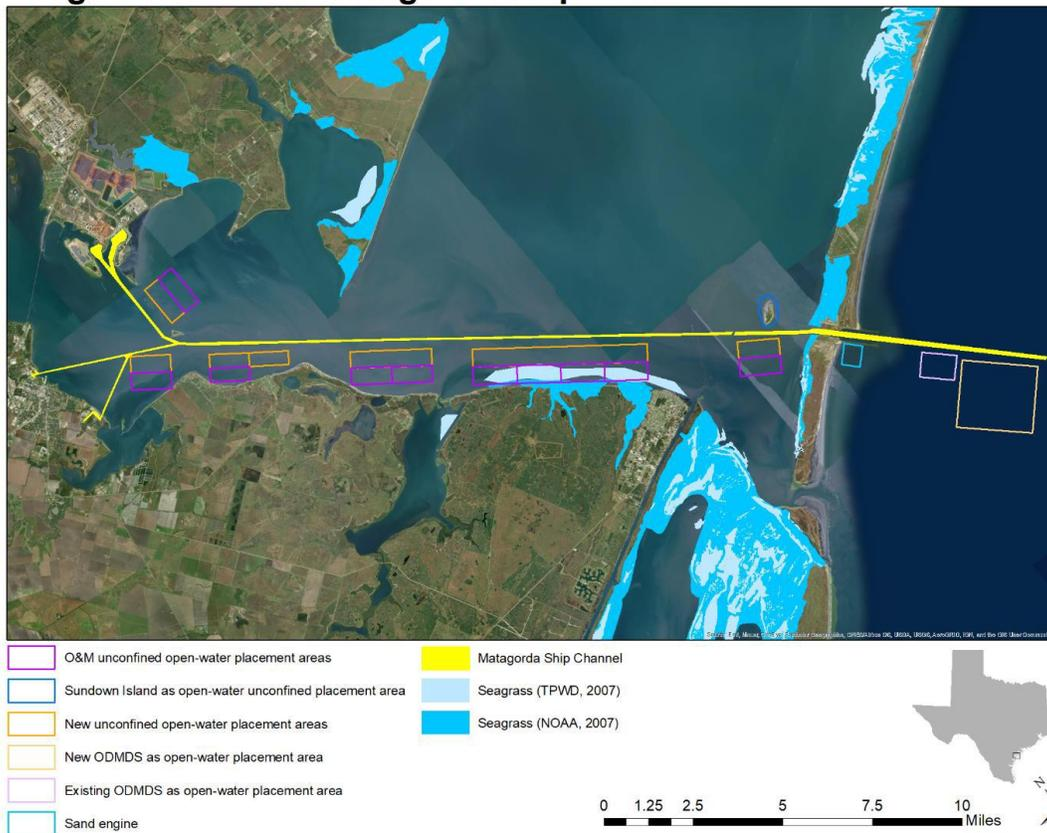 O&M unconfined open-water placement areas
Sundown Island as open-water unconfined placement area
New unconfined open-water placement areas
New ODMDS as open-water placement area
Existing ODMDS as open-water placement area
Sand engine
Matagorda Ship Channel
Seagrass (TPWD, 2007)
Seagrass (NOAA, 2007)
0 1.25 2.5 5 7.5 10
Miles
N